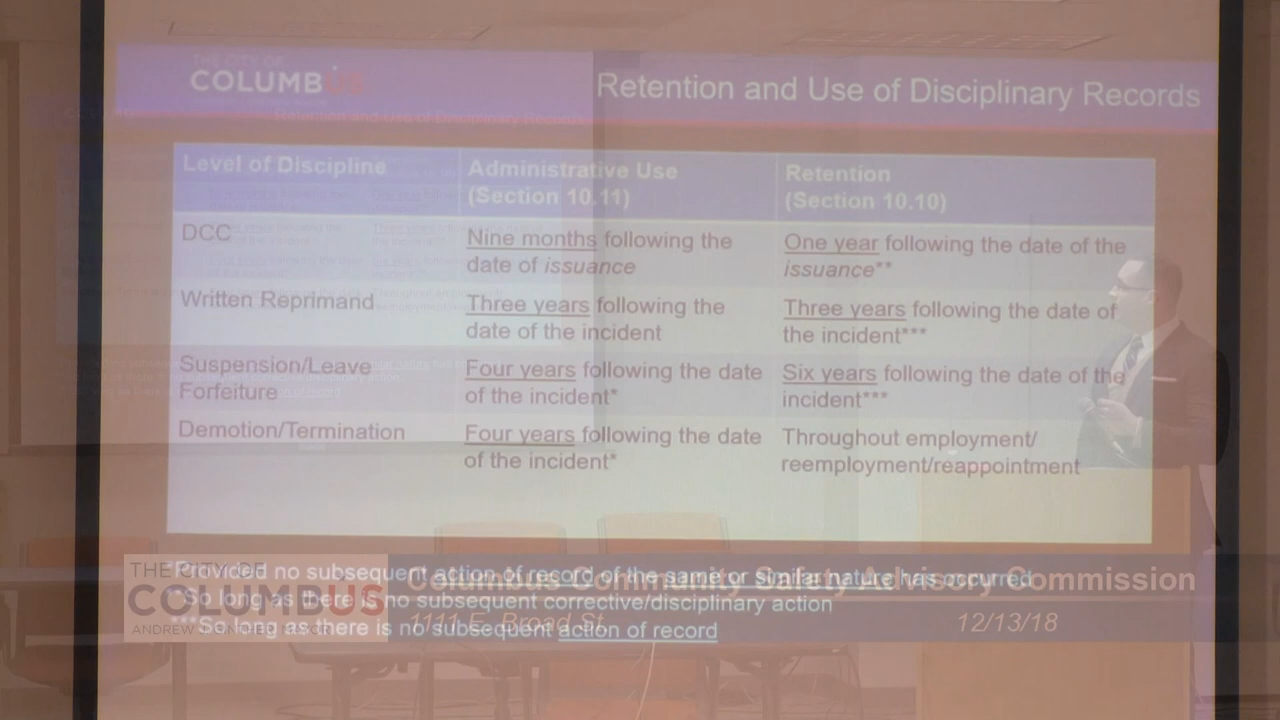 THE CITY OF
COLUMBUS
Retention and Use of Disciplinary Records
Level of Discipline
Administrative Use
(Section 10.11)
Retention
(Section 10.10)
DCC
Nine months following the
date of issuance
One year following the date of the
issuance**
Written Reprimand
Three years following the
date of the incident
Three years following the date of
the incident***
Suspension/Leave
Forfeiture
Four years following the date
of the incident*
Six years following the date of the
incident***
Demotion/Termination
Four years following the date
of the incident*
Throughout employment/
reemployment/reappointment
*Provided no subsequent action of record of the same or similar nature has occurred
**So long as there is no subsequent corrective/disciplinary action
***So long as there is no subsequent action of record
THE CITY OF
COLUMBUS
ANDREW J. GINTHER, MAYOR
Columbus Community Safety Advisory Commission
1111 E. Broad St.
12/13/18